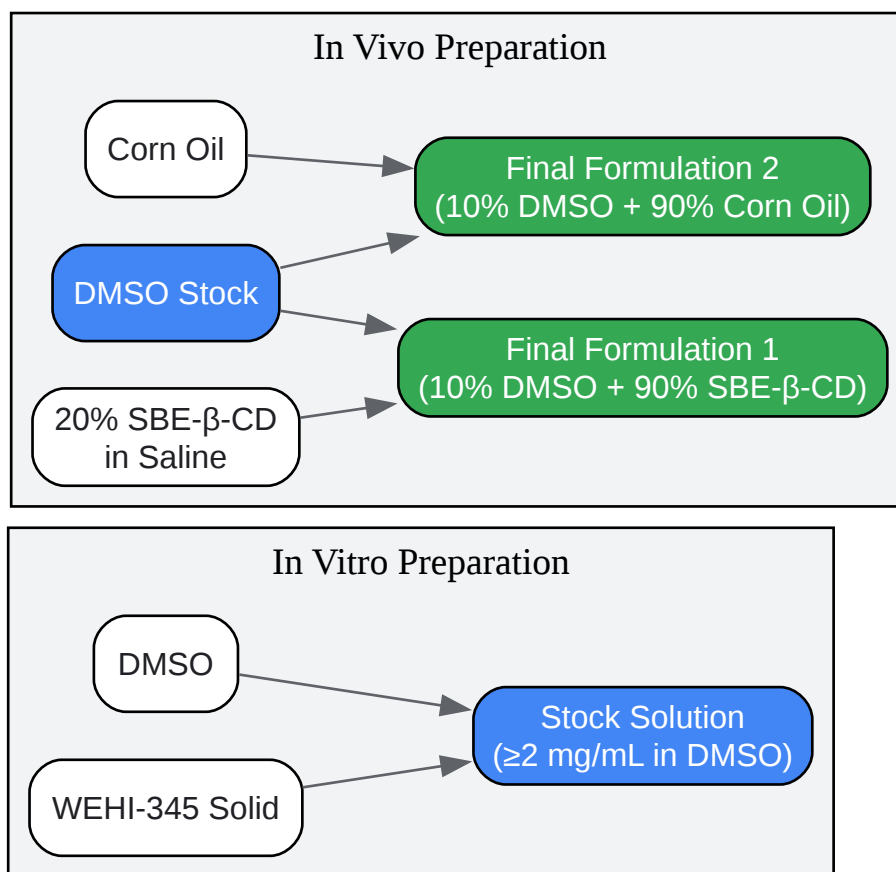 In Vivo Preparation
Corn Oil
Final Formulation 2
(10% DMSO + 90% Corn Oil)
DMSO Stock
Final Formulation 1
(10% DMSO + 90% SBE-β-CD)
20% SBE-β-CD
in Saline
In Vitro Preparation
DMSO
Stock Solution
(≥2 mg/mL in DMSO)
WEHI-345 Solid